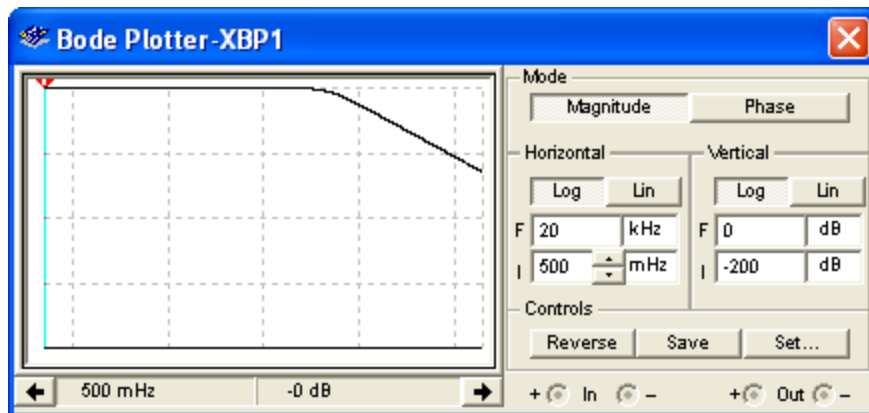 Bode Plotter-XBP1
Mode
Magnitude Phase
Horizontal Vertical
Log Lin Log Lin
F 20 kHz F 0 dB
I 500 mHz I -200 dB
Controls
Reverse Save Set...
500 mHz -0 dB
+ In - + Out -